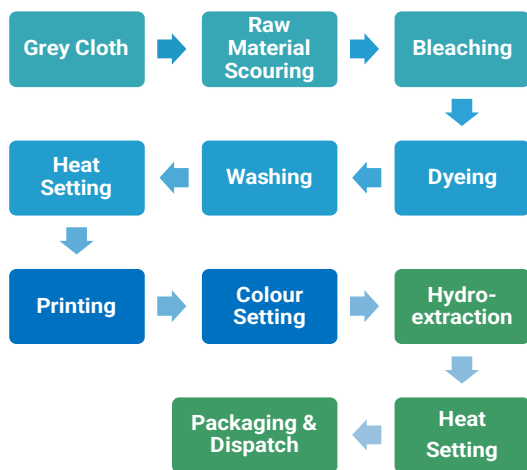 Grey Cloth
Raw
Material
Scouring
Bleaching
Dyeing
Washing
Heat
Setting
Printing
Colour
Setting
Hydro-
extraction
Heat
Setting
Packaging &
Dispatch